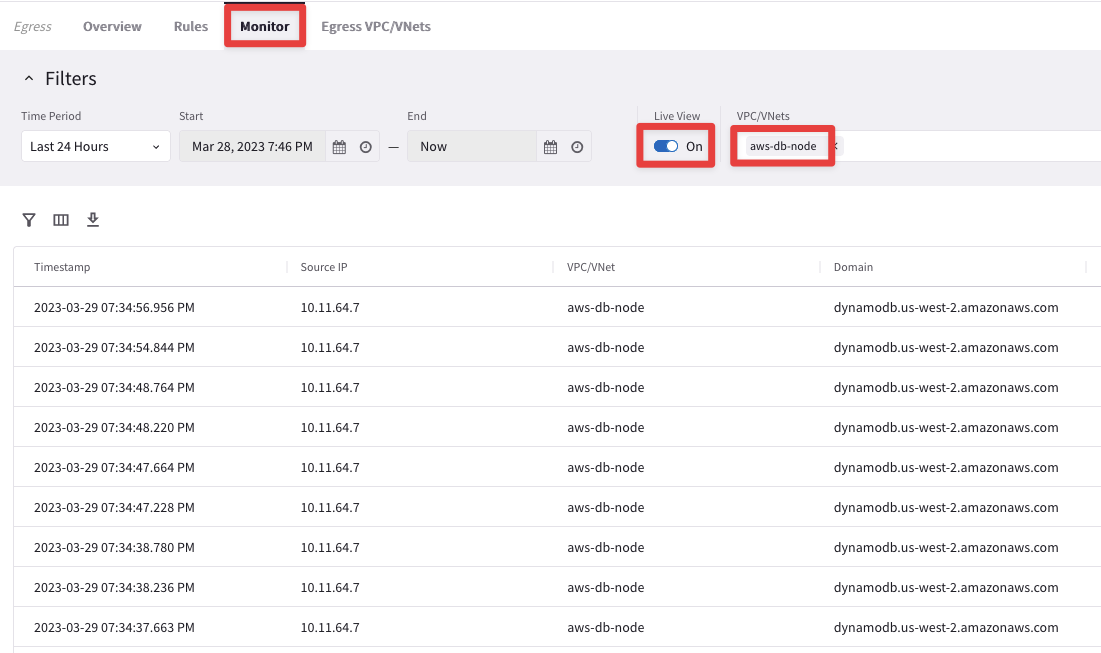 Egress Overview Rules Monitor Egress VPC/VNets
Filters
Time Period Start End Live View VPC/VNets
Last 24 Hours Mar 28, 2023 7:46 PM — Now On aws-db-node
Timestamp Source IP VPC/VNet Domain
2023-03-29 07:34:56.956 PM 10.11.64.7 aws-db-node dynamodb.us-west-2.amazonaws.com
2023-03-29 07:34:54.844 PM 10.11.64.7 aws-db-node dynamodb.us-west-2.amazonaws.com
2023-03-29 07:34:48.764 PM 10.11.64.7 aws-db-node dynamodb.us-west-2.amazonaws.com
2023-03-29 07:34:48.220 PM 10.11.64.7 aws-db-node dynamodb.us-west-2.amazonaws.com
2023-03-29 07:34:47.664 PM 10.11.64.7 aws-db-node dynamodb.us-west-2.amazonaws.com
2023-03-29 07:34:47.228 PM 10.11.64.7 aws-db-node dynamodb.us-west-2.amazonaws.com
2023-03-29 07:34:38.780 PM 10.11.64.7 aws-db-node dynamodb.us-west-2.amazonaws.com
2023-03-29 07:34:38.236 PM 10.11.64.7 aws-db-node dynamodb.us-west-2.amazonaws.com
2023-03-29 07:34:37.663 PM 10.11.64.7 aws-db-node dynamodb.us-west-2.amazonaws.com